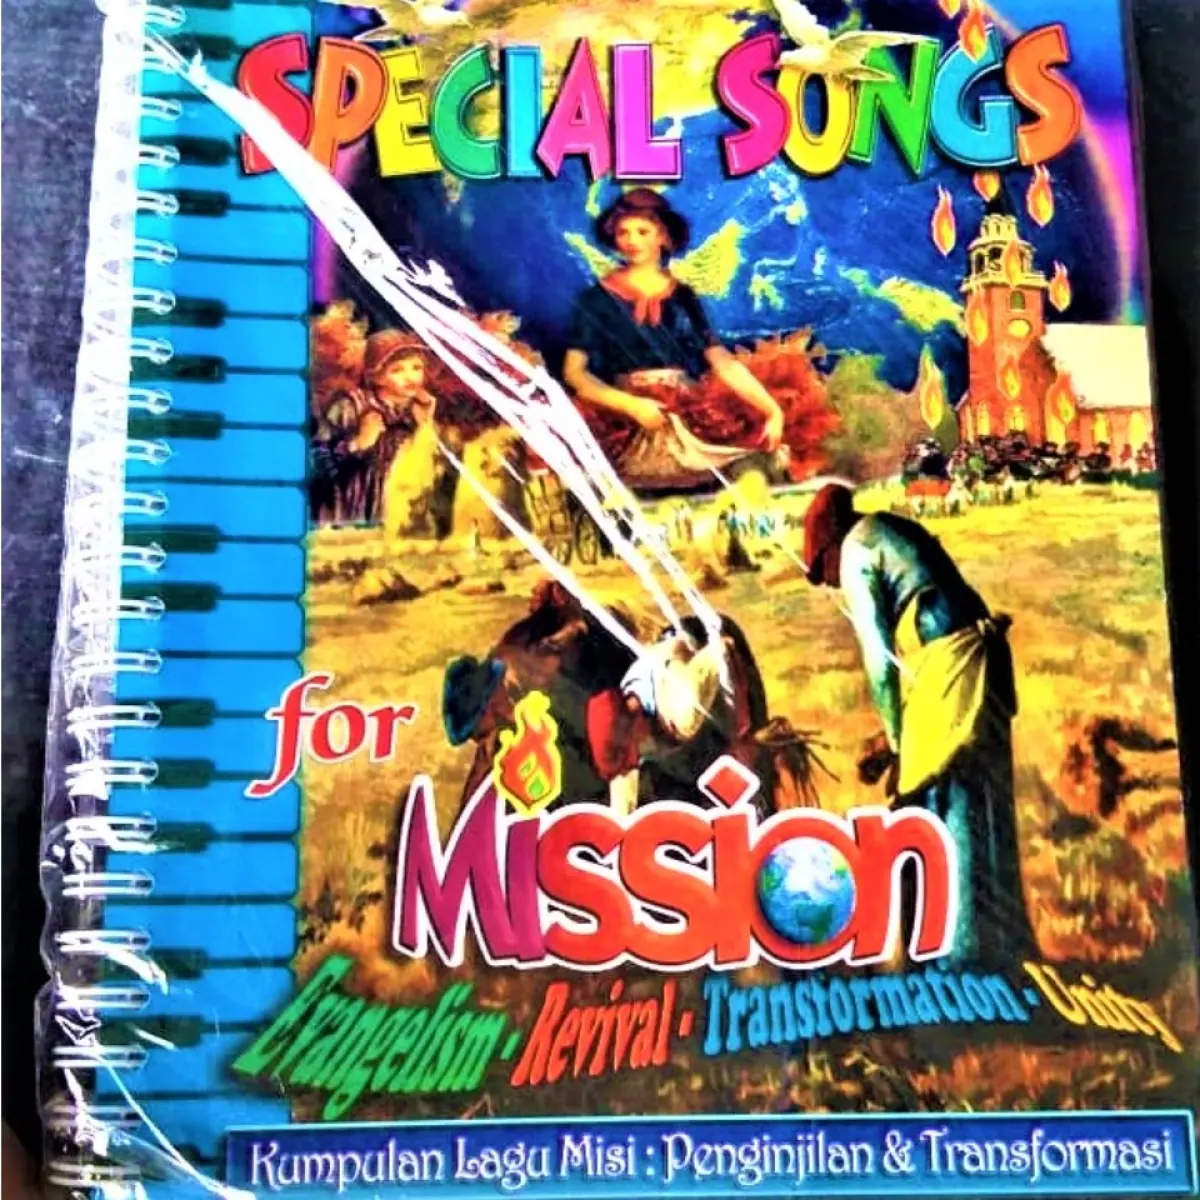 SPECIAL SONGS
for
Mission
Evangelism - Revival - Transformation - Unity
Kumpulan Lagu Misi : Penginjilan & Transformasi